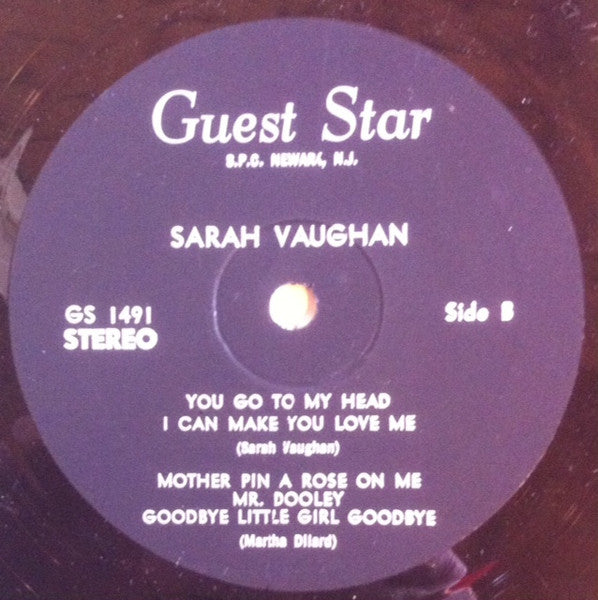 Guest Star
S.P.C. NEWARK, N.J.
SARAH VAUGHAN
GS 1491
STEREO
Side B
YOU GO TO MY HEAD
I CAN MAKE YOU LOVE ME
(Sarah Vaughan)
MOTHER PIN A ROSE ON ME
MR. DOOLEY
GOODBYE LITTLE GIRL GOODBYE
(Martha Dilard)